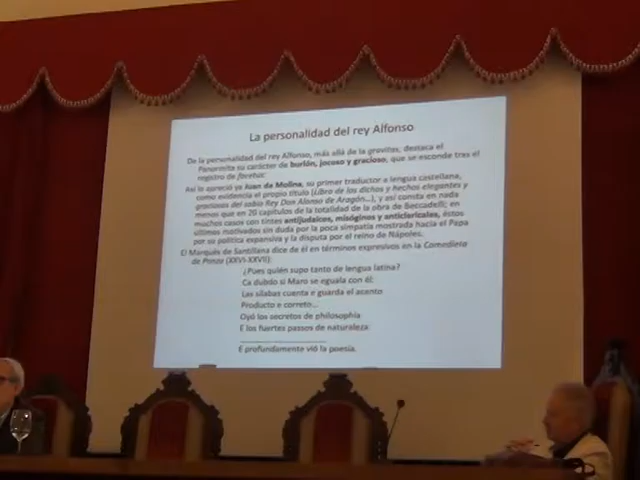 La personalidad del rey Alfonso
De la personalidad del rey Alfonso, más allá de la gravitas, destaca el
Panormita su carácter de burlón, jocoso y gracioso, que se esconde tras el
registro de facetus:
Así lo apreció ya Juan de Molina, su primer traductor a lengua castellana,
como evidencia el propio título (Libro de los dichos y hechos elegantes y
graciosos del sabio Rey Don Alonso de Aragón...), y así consta en nada
menos que en 20 capítulos de la totalidad de la obra de Beccadelli; en
muchos casos con tintes antijudaicos, misóginos y anticlericales, éstos
últimos motivados sin duda por la poca simpatía mostrada hacia el Papa
por su política expansiva y la disputa por el reino de Nápoles.
El Marqués de Santillana dice de él en términos expresivos en la Comedieta
de Ponza (XXVI-XXVII):
¿Pues quién supo tanto de lengua latina?
Ca dubdo si Maro se eguala con él:
Las sílabas cuenta e guarda el acento
Producto e correto...
Oyó los secretos de philosophía
E los fuertes passos de naturaleza:
E profundamente vió la poesía.